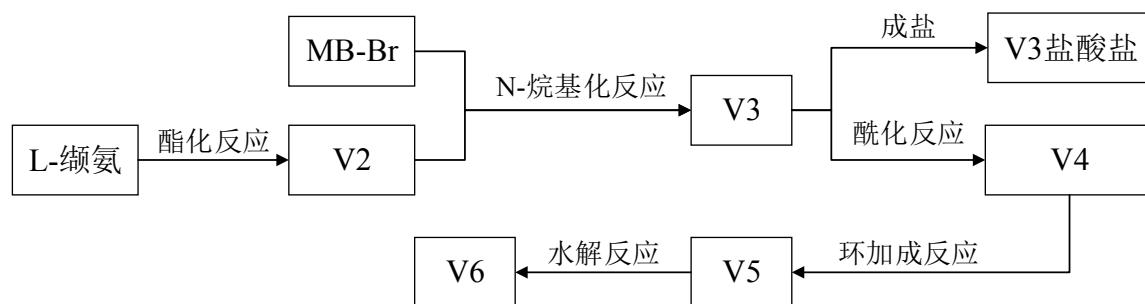 MB-Br
成盐
V3盐酸盐
N-烷基化反应
V3
L-缬氨
酯化反应
V2
酰化反应
V4
V6
水解反应
V5
环加成反应